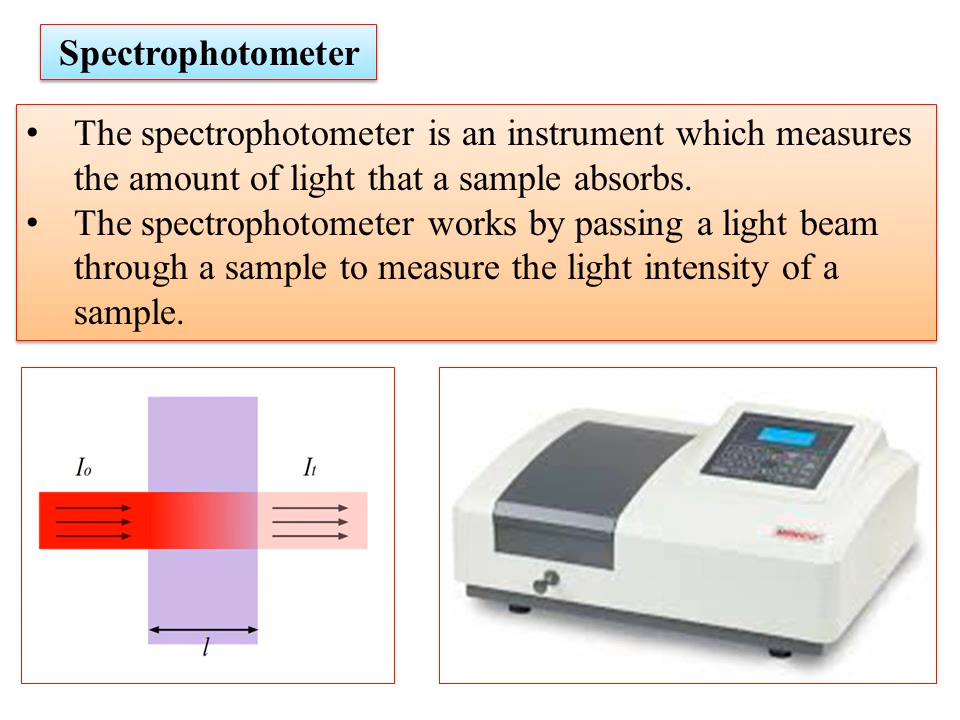 Spectrophotometer
• The spectrophotometer is an instrument which measures
the amount of light that a sample absorbs.
• The spectrophotometer works by passing a light beam
through a sample to measure the light intensity of a
sample.
Io
It
l